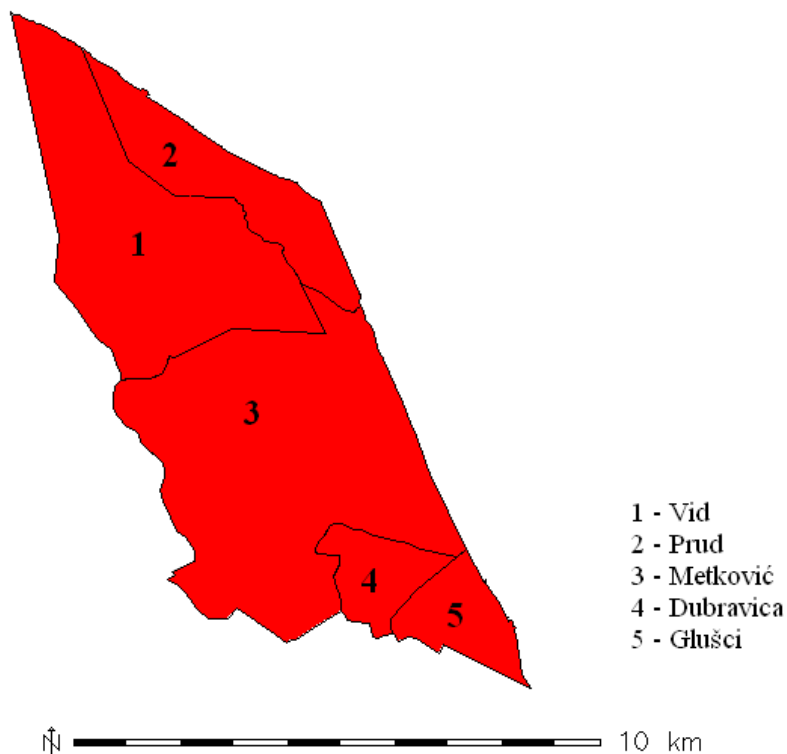 2
1
3
4
5
1 - Vid
2 - Prud
3 - Metković
4 - Dubravica
5 - Glušci
N
10 km